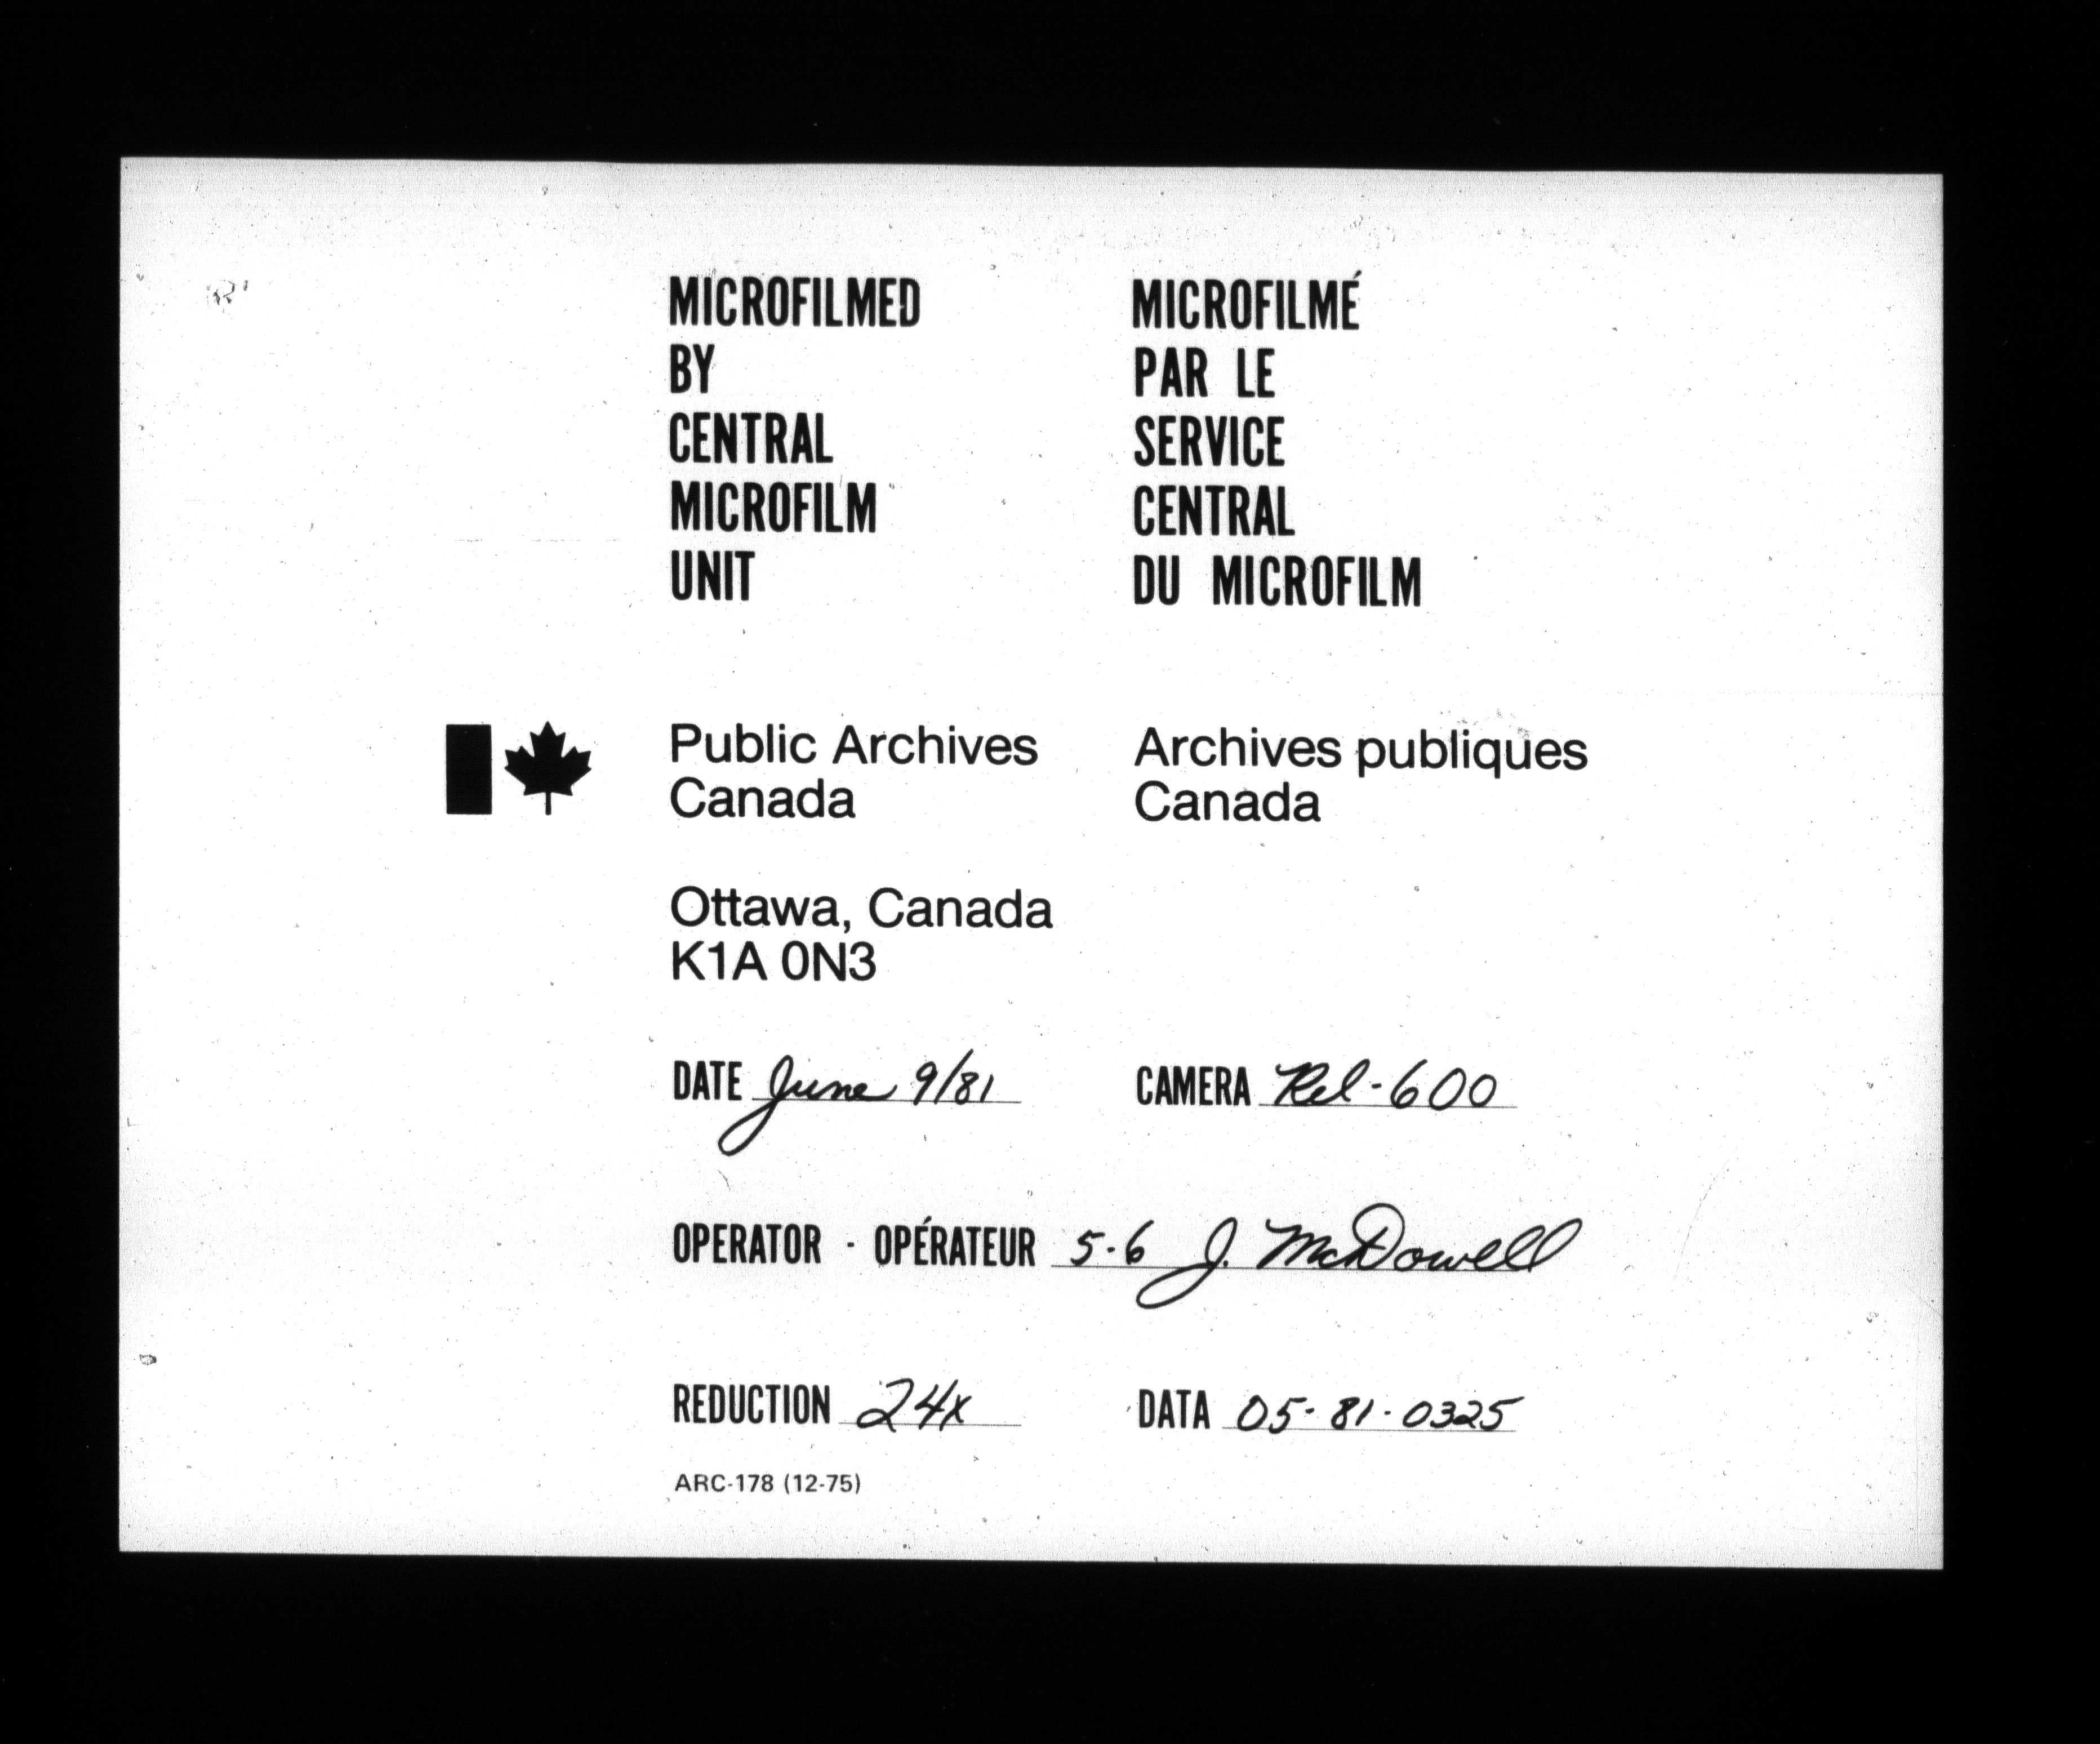 MICROFILMED
BY
CENTRAL
MICROFILM
UNIT
MICROFILMÉ
PAR LE
SERVICE
CENTRAL
DU MICROFILM
Public Archives
Canada
Archives publiques
Canada
Ottawa, Canada
K1A 0N3
DATE June 9/81
CAMERA Rel-600
OPERATOR - OPÉRATEUR 5-6 J. McDowell
REDUCTION 24x
DATA 05-81-0325
ARC-178 (12-75)